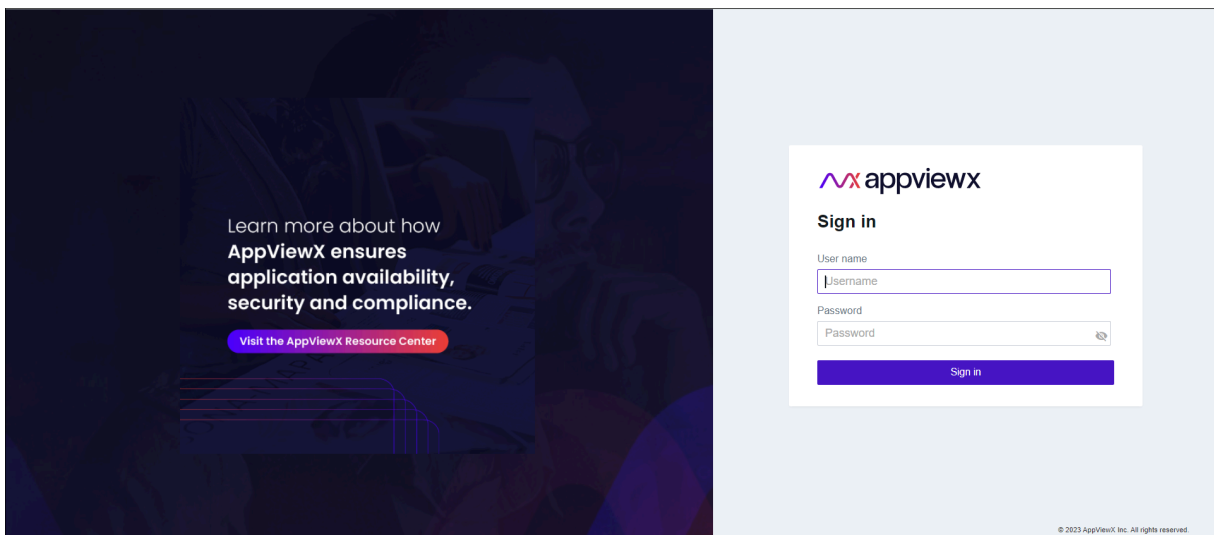 Learn more about how
AppViewX ensures
application availability,
security and compliance.
Visit the AppViewX Resource Center
appviewx
Sign in
User name
Username
Password
Password
Sign in
© 2023 AppViewX Inc. All rights reserved.